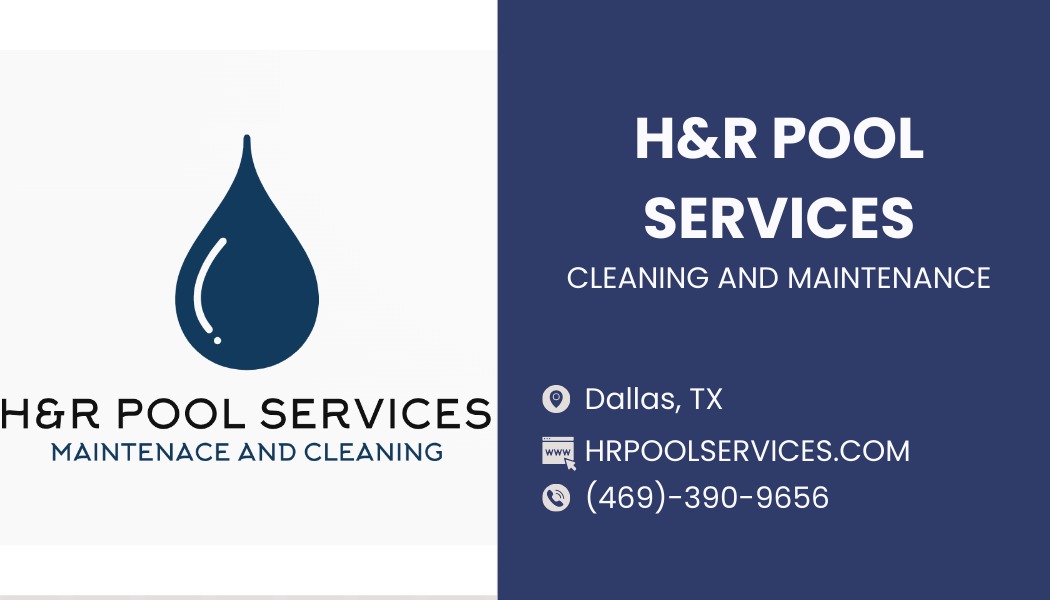 H&R POOL SERVICES
MAINTENACE AND CLEANING
H&R POOL
SERVICES
CLEANING AND MAINTENANCE
Dallas, TX
www
HRPOOLSERVICES.COM
(469)-390-9656